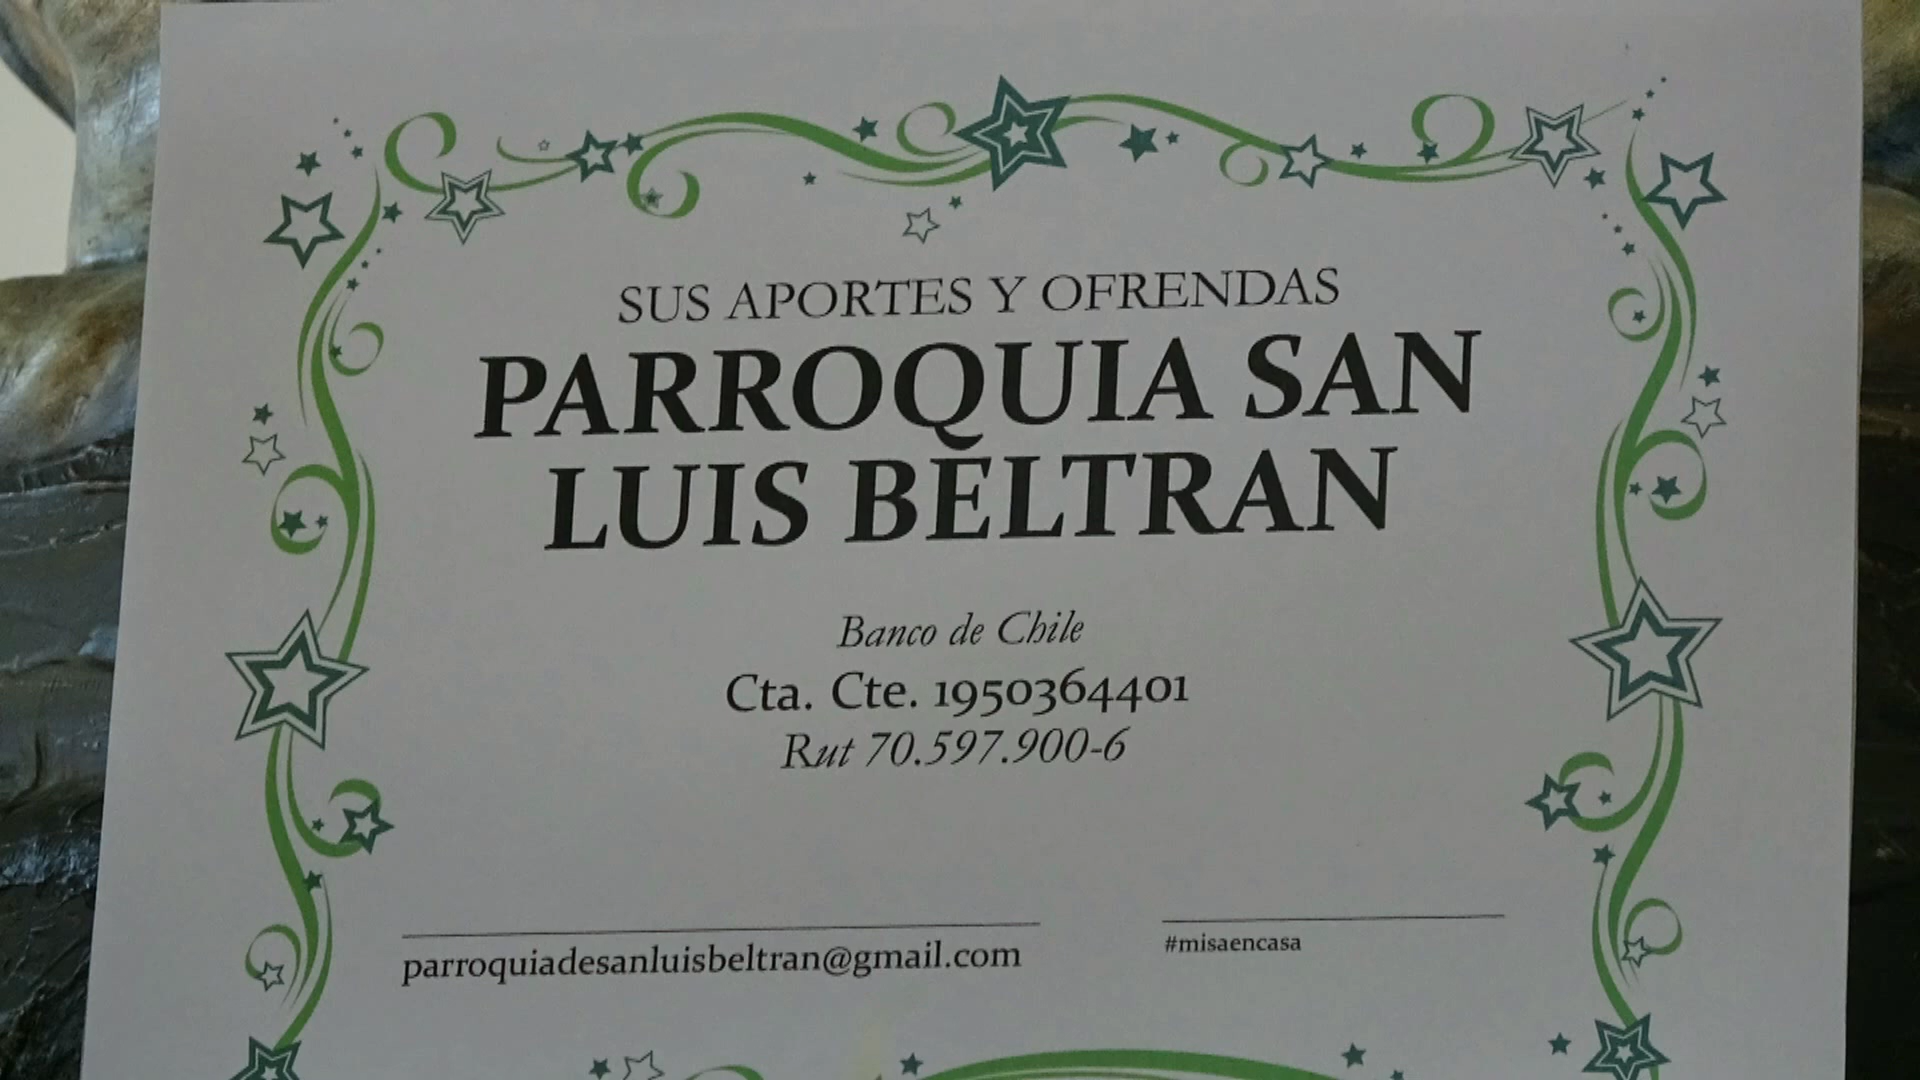 SUS APORTES Y OFRENDAS
PARROQUIA SAN
LUIS BELTRAN
Banco de Chile
Cta. Cte. 1950364401
Rut 70.597.900-6
parroquiadesanluisbeltran@gmail.com
#misaencasa